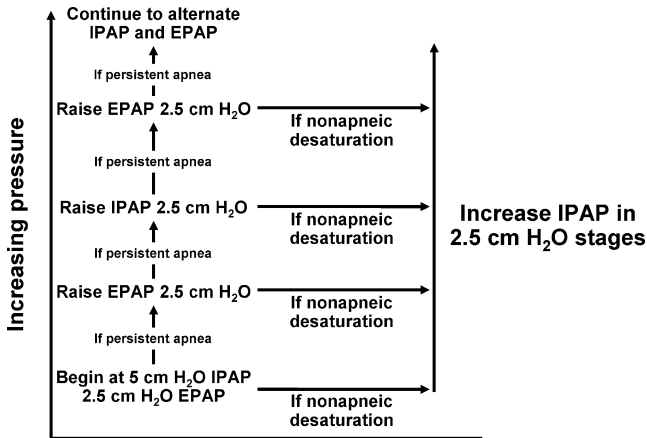 Continue to alternate
IPAP and EPAP
If persistent apnea
Raise EPAP 2.5 cm H₂O
If nonapneic
desaturation
If persistent apnea
Raise IPAP 2.5 cm H₂O
If nonapneic
desaturation
If persistent apnea
Raise EPAP 2.5 cm H₂O
If nonapneic
desaturation
If persistent apnea
Begin at 5 cm H₂O IPAP
2.5 cm H₂O EPAP
If nonapneic
desaturation
Increasing pressure
Increase IPAP in
2.5 cm H₂O stages